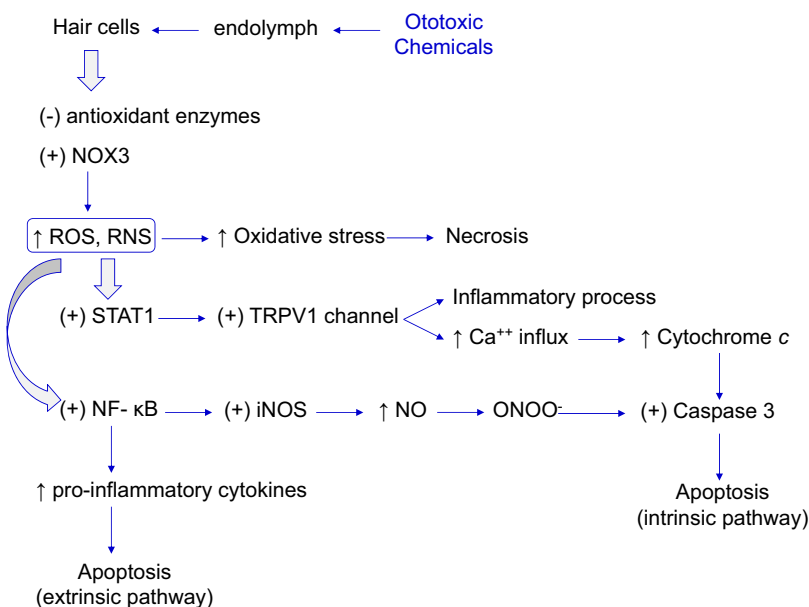 Hair cells
endolymph
Ototoxic
Chemicals
(-) antioxidant enzymes
(+) NOX3
↑ ROS, RNS
↑ Oxidative stress
Necrosis
(+) STAT1
(+) TRPV1 channel
Inflammatory process
↑ Ca⁺⁺ influx
↑ Cytochrome c
(+) NF- κB
(+) iNOS
↑ NO
ONOO⁻
(+) Caspase 3
↑ pro-inflammatory cytokines
Apoptosis
(intrinsic pathway)
Apoptosis
(extrinsic pathway)